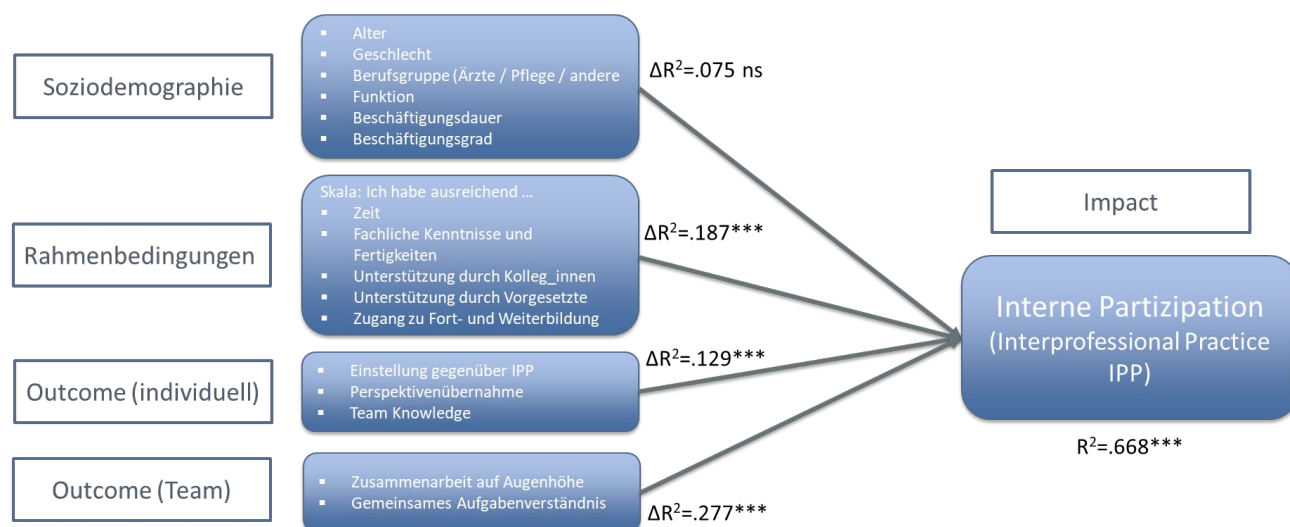 Soziodemographie
▪ Alter
▪ Geschlecht
▪ Berufsgruppe (Ärzte / Pflege / andere
▪ Funktion
▪ Beschäftigungsdauer
▪ Beschäftigungsgrad
ΔR²=.075 ns
Rahmenbedingungen
Skala: Ich habe ausreichend ...
▪ Zeit
▪ Fachliche Kenntnisse und
Fertigkeiten
▪ Unterstützung durch Kolleg_innen
▪ Unterstützung durch Vorgesetzte
▪ Zugang zu Fort- und Weiterbildung
ΔR²=.187***
Outcome (individuell)
▪ Einstellung gegenüber IPP
▪ Perspektivenübernahme
▪ Team Knowledge
ΔR²=.129***
Outcome (Team)
▪ Zusammenarbeit auf Augenhöhe
▪ Gemeinsames Aufgabenverständnis
ΔR²=.277***
Impact
Interne Partizipation
(Interprofessional Practice
IPP)
R²=.668***